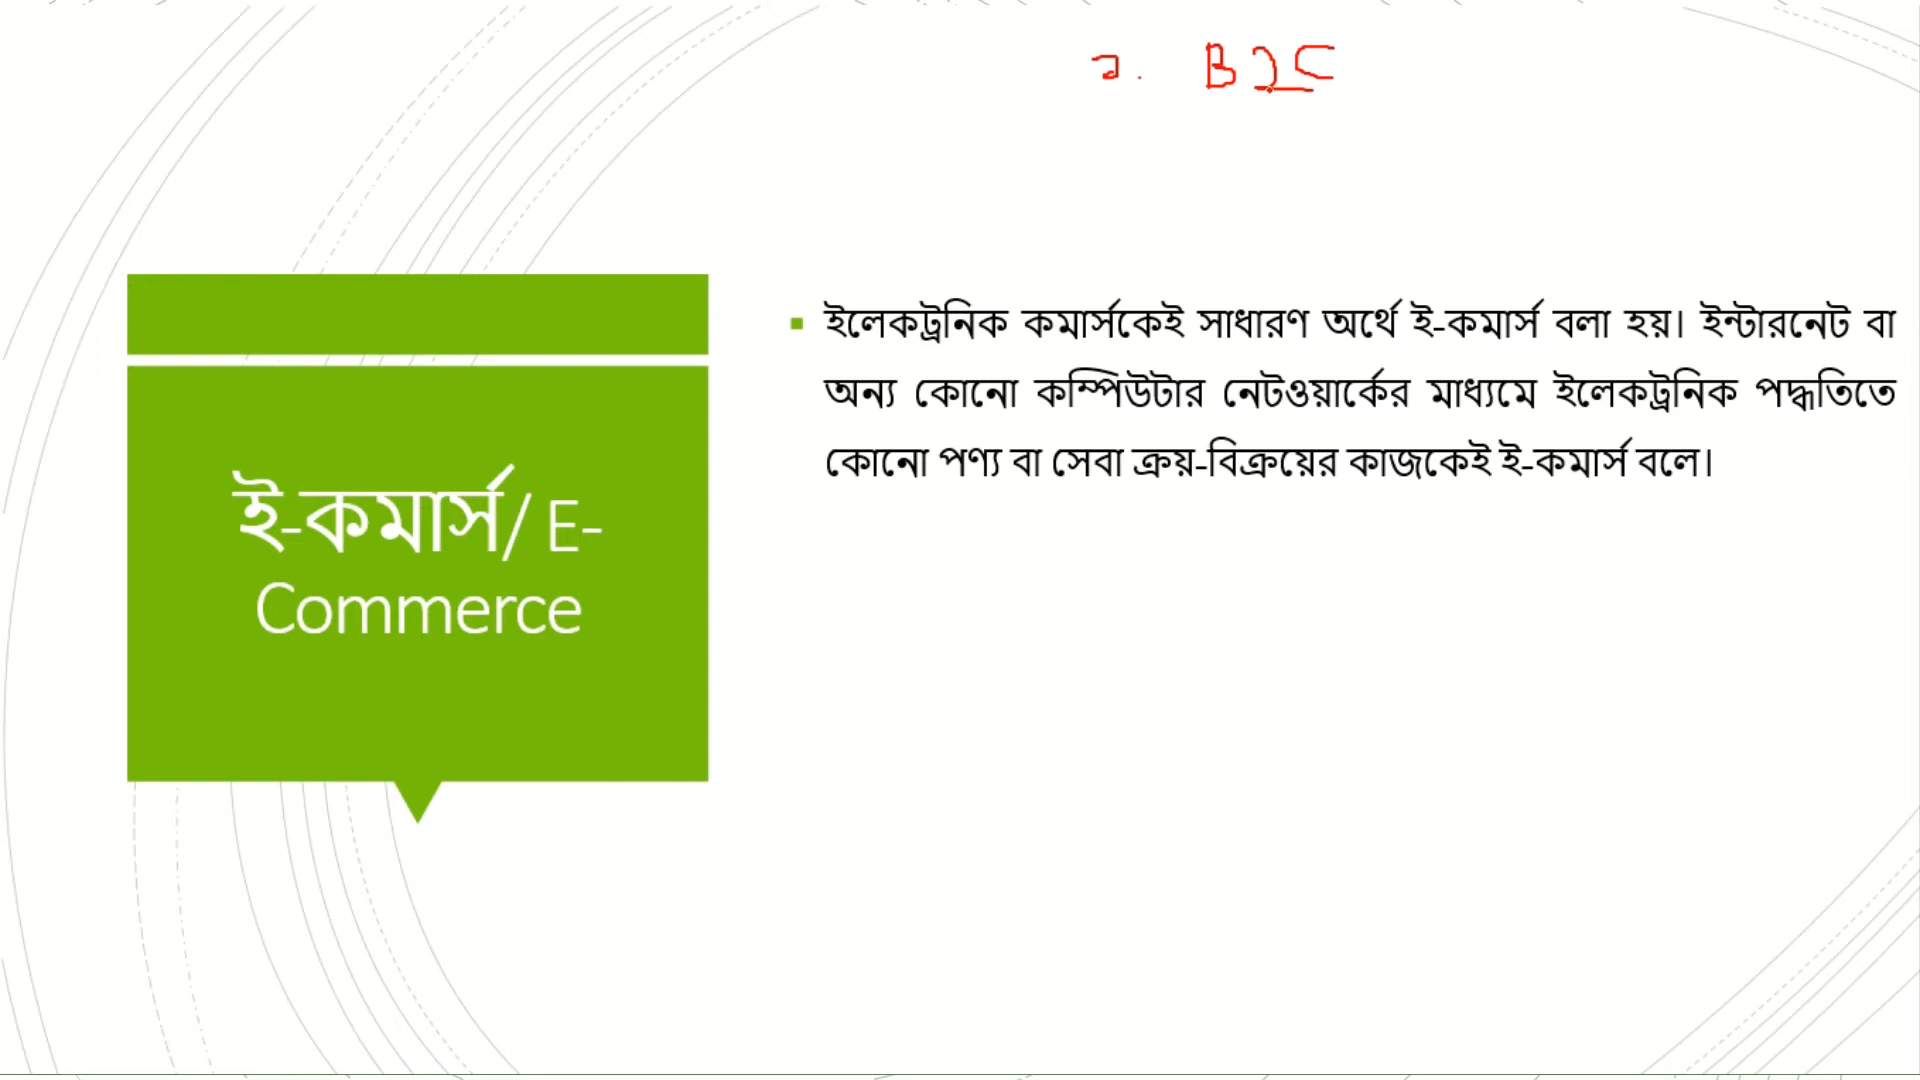 ১. B2C
ইলেকট্রনিক কমার্সকেই সাধারণ অর্থে ই-কমার্স বলা হয়। ইন্টারনেট বা
অন্য কোনো কম্পিউটার নেটওয়ার্কের মাধ্যমে ইলেকট্রনিক পদ্ধতিতে
কোনো পণ্য বা সেবা ক্রয়-বিক্রয়ের কাজকেই ই-কমার্স বলে।
ই-কমার্স/ E-
Commerce